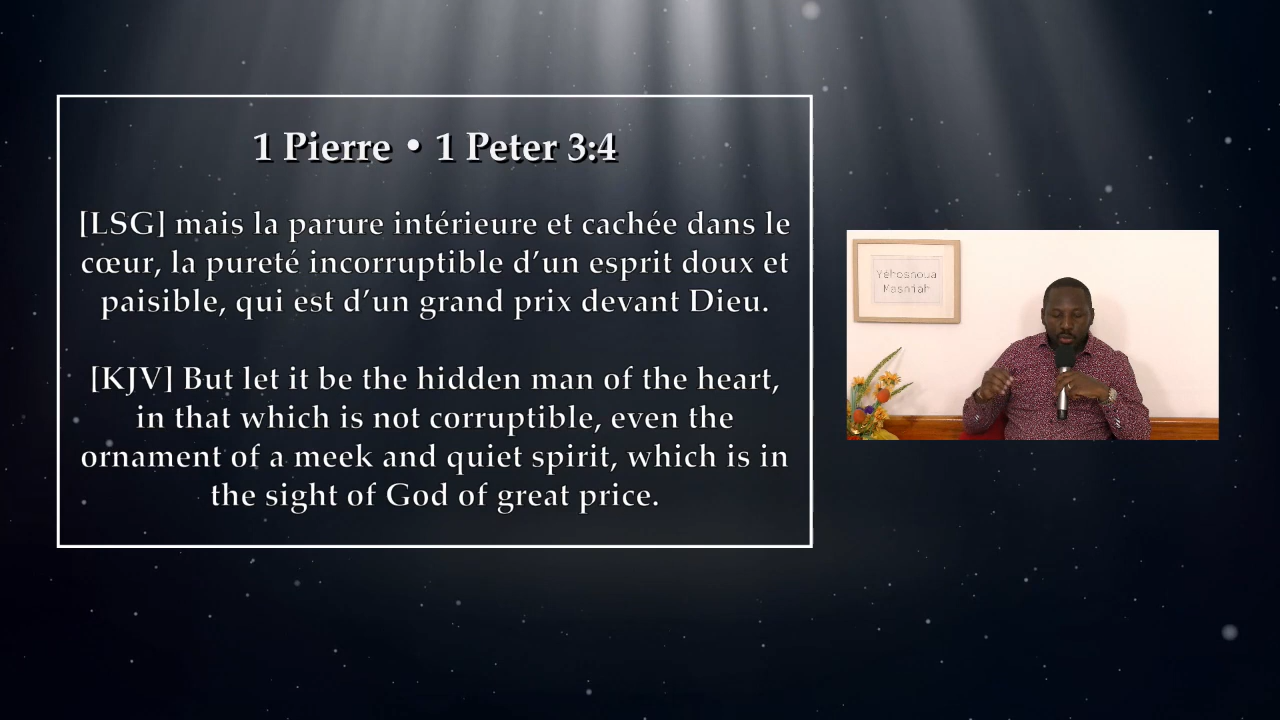 1 Pierre • 1 Peter 3:4
[LSG] mais la parure intérieure et cachée dans le
cœur, la pureté incorruptible d’un esprit doux et
paisible, qui est d’un grand prix devant Dieu.
[KJV] But let it be the hidden man of the heart,
in that which is not corruptible, even the
ornament of a meek and quiet spirit, which is in
the sight of God of great price.
Yéhoshoua
Mashiah